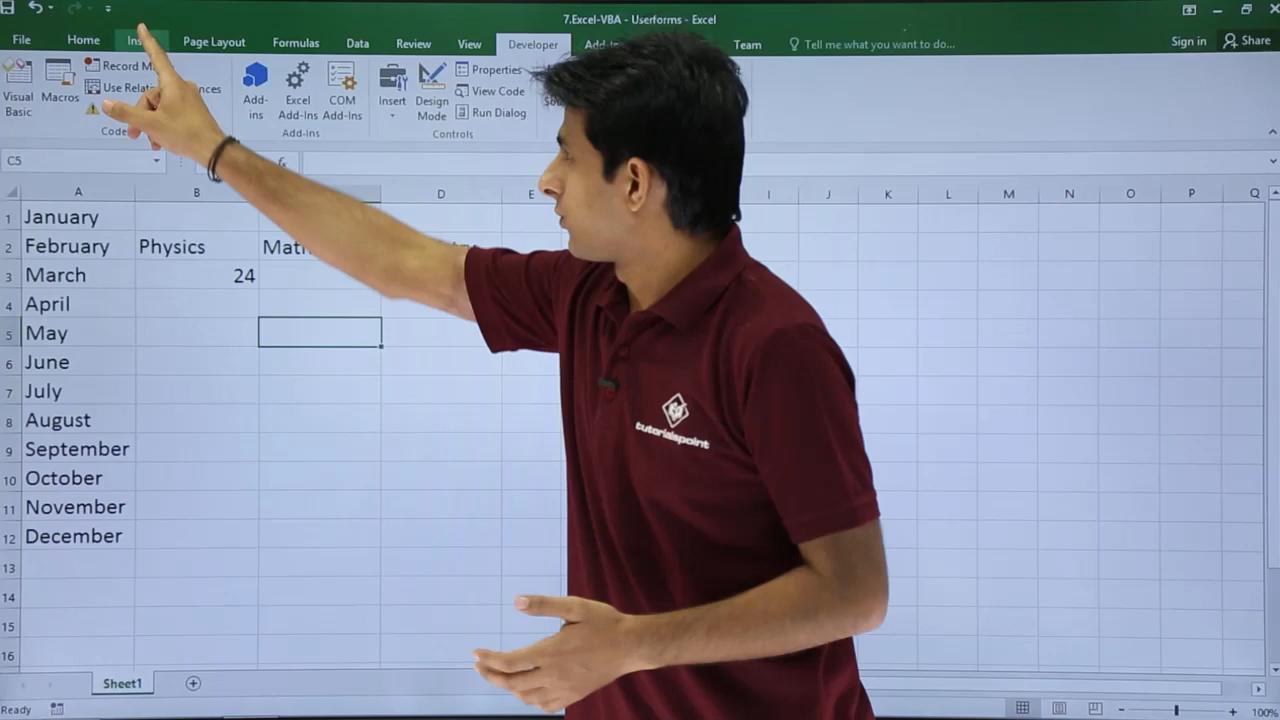 7.Excel-VBA - Userforms - Excel
File Home Page Layout Formulas Data Review View Developer Team Tell me what you want to do... Sign in Share
Visual Basic
Macros
Record
Add-ins
Excel Add-Ins
COM Add-Ins
Add-Ins
Insert
Design Mode
Properties
View Code
Run Dialog
Controls
C5
A B D E I J K L M N O P Q
1 January
2 February Physics
3 March 24
4 April
5 May
6 June
7 July
8 August
9 September
10 October
11 November
12 December
13
14
15
16
tutorialspoint
Sheet1
Ready 100%